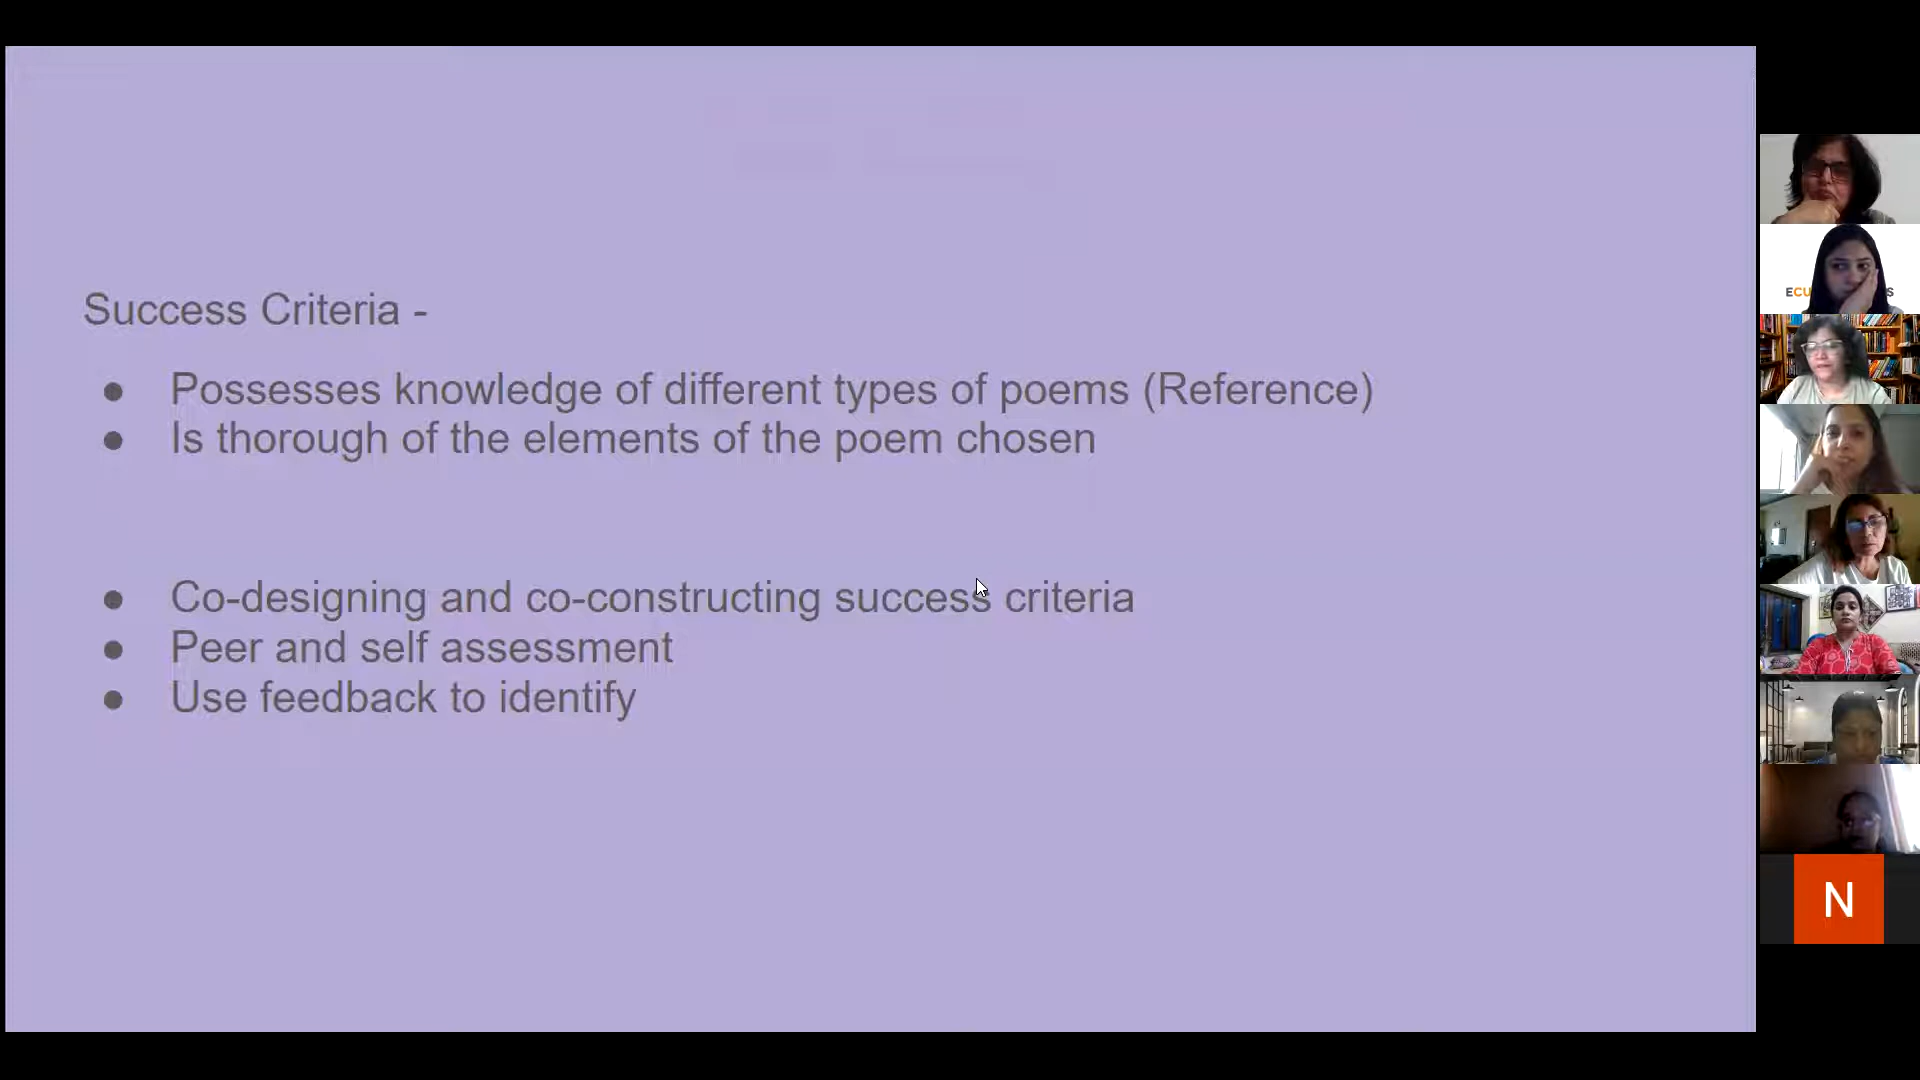 Success Criteria -
● Possesses knowledge of different types of poems (Reference)
● Is thorough of the elements of the poem chosen
● Co-designing and co-constructing success criteria
● Peer and self assessment
● Use feedback to identify
ECU S
N